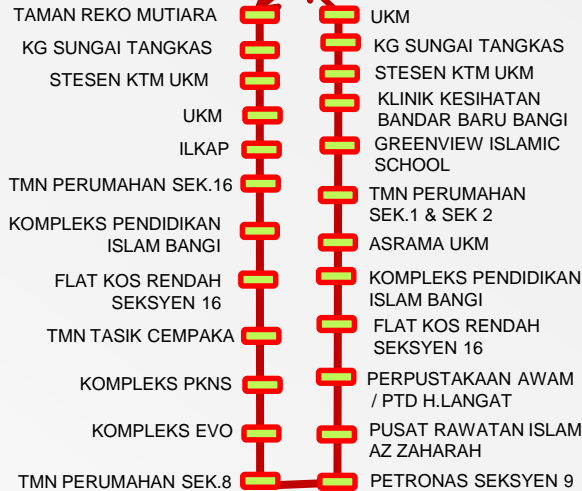 TAMAN REKO MUTIARA
KG SUNGAI TANGKAS
STESEN KTM UKM
UKM
ILKAP
TMN PERUMAHAN SEK.16
KOMPLEKS PENDIDIKAN
ISLAM BANGI
FLAT KOS RENDAH
SEKSYEN 16
TMN TASIK CEMPAKA
KOMPLEKS PKNS
KOMPLEKS EVO
TMN PERUMAHAN SEK.8
UKM
KG SUNGAI TANGKAS
STESEN KTM UKM
KLINIK KESIHATAN
BANDAR BARU BANGI
GREENVIEW ISLAMIC
SCHOOL
TMN PERUMAHAN
SEK.1 & SEK 2
ASRAMA UKM
KOMPLEKS PENDIDIKAN
ISLAM BANGI
FLAT KOS RENDAH
SEKSYEN 16
PERPUSTAKAAN AWAM
/ PTD H.LANGAT
PUSAT RAWATAN ISLAM
AZ ZAHARAH
PETRONAS SEKSYEN 9